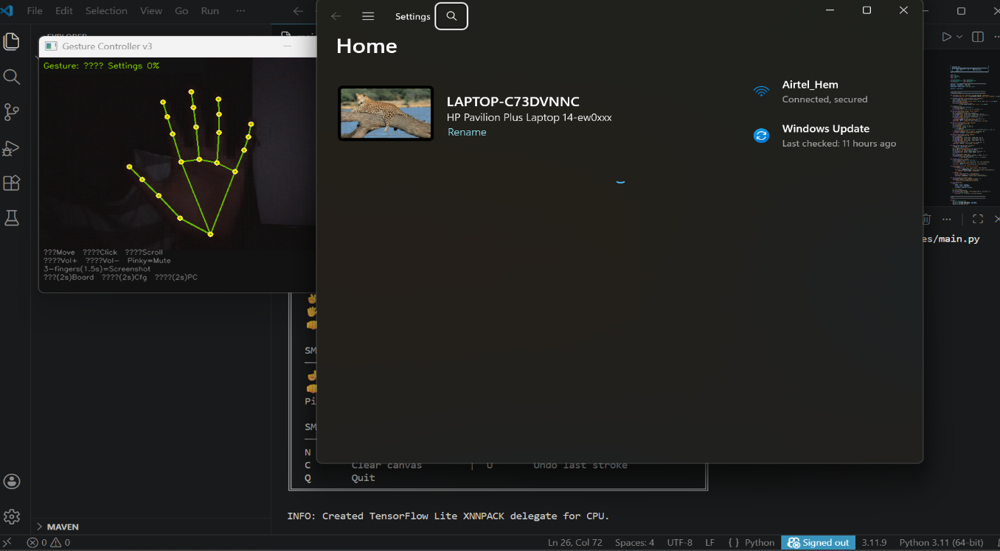 File Edit Selection View Go Run ···
EXPLORER
Gesture Controller v3
Gesture: ???? Settings 0%
???Move ????Click ????Scroll
????Vol+ ????Vol- Pinky=Mute
3-fingers(1.5s)=Screenshot
???(2s)Board ????(2s)Cfg ????(2s)PC
Settings
Home
LAPTOP-C73DVNNC
HP Pavilion Plus Laptop 14-ew0xxx
Rename
Airtel_Hem
Connected, secured
Windows Update
Last checked: 11 hours ago
es/main.py
SM
Pi
SM
N
C Clear canvas | U Undo last stroke
Q Quit
INFO: Created TensorFlow Lite XNNPACK delegate for CPU.
MAVEN
0 0 Ln 26, Col 72 Spaces: 4 UTF-8 LF { } Python Signed out 3.11.9 Python 3.11 (64-bit)